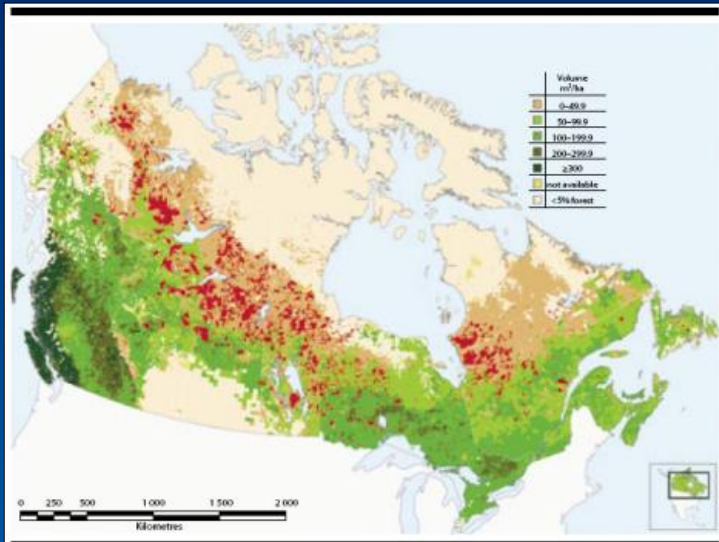 Volume
m³/ha
0–49.9
50–99.9
100–199.9
200–299.9
≥300
not available
<5% forest
0 250 500 1 000 1 500 2 000
Kilometres